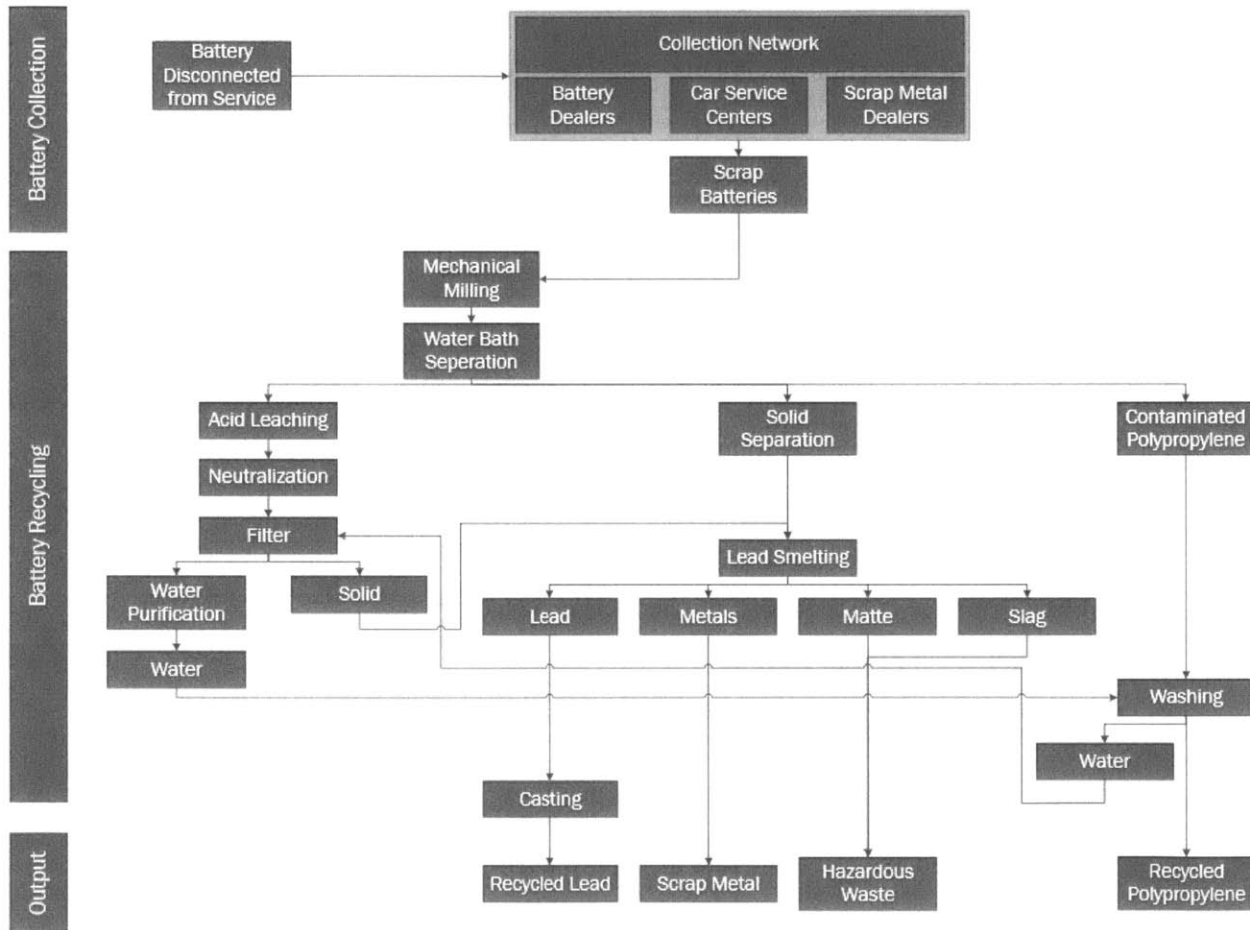 Battery Collection
Battery
Disconnected
from Service
Collection Network
Battery
Dealers
Car Service
Centers
Scrap Metal
Dealers
Scrap
Batteries
Battery Recycling
Mechanical
Milling
Water Bath
Seperation
Acid Leaching
Solid
Separation
Contaminated
Polypropylene
Neutralization
Filter
Lead Smelting
Water
Purification
Solid
Lead
Metals
Matte
Slag
Water
Washing
Water
Casting
Output
Recycled Lead
Scrap Metal
Hazardous
Waste
Recycled
Polypropylene